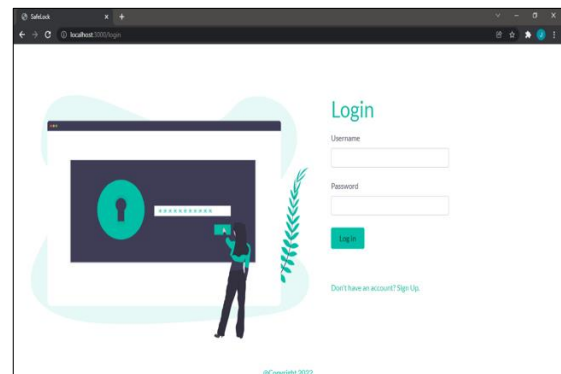 SafeLock
localhost:3000/login
Login
Username
Password
Log in
Don't have an account? Sign Up.
@Copyright 2022